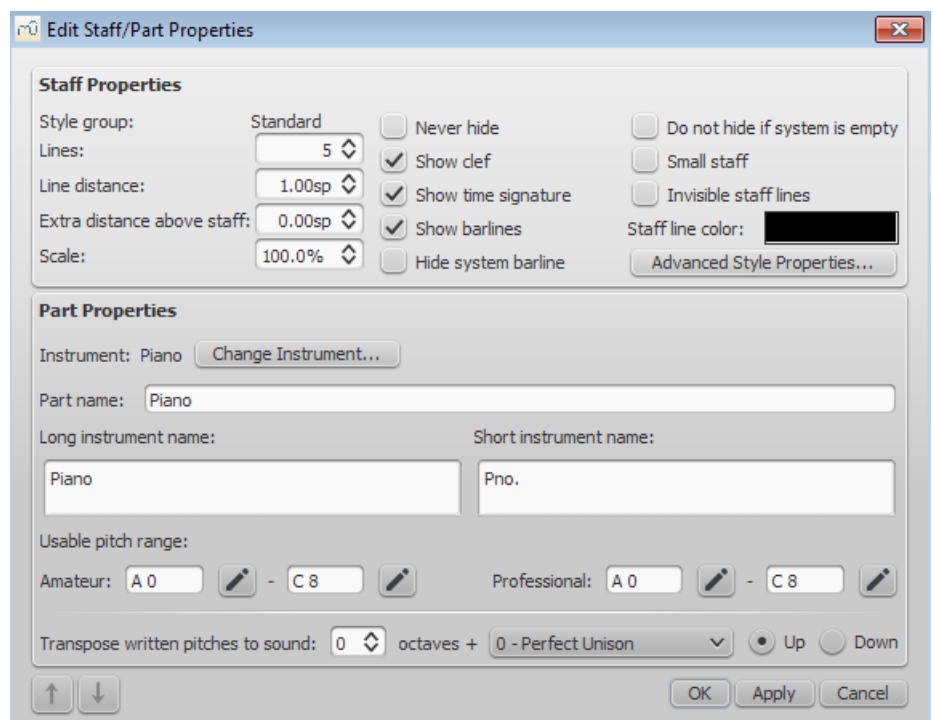 Edit Staff/Part Properties
Staff Properties
Style group: Standard
Lines: 5
Line distance: 1.00sp
Extra distance above staff: 0.00sp
Scale: 100.0%
Never hide
Show clef
Show time signature
Show barlines
Hide system barline
Do not hide if system is empty
Small staff
Invisible staff lines
Staff line color:
Advanced Style Properties...
Part Properties
Instrument: Piano Change Instrument...
Part name: Piano
Long instrument name: Short instrument name:
Piano Pno.
Usable pitch range:
Amateur: A 0 - C 8 Professional: A 0 - C 8
Transpose written pitches to sound: 0 octaves + 0 - Perfect Unison Up Down
OK Apply Cancel